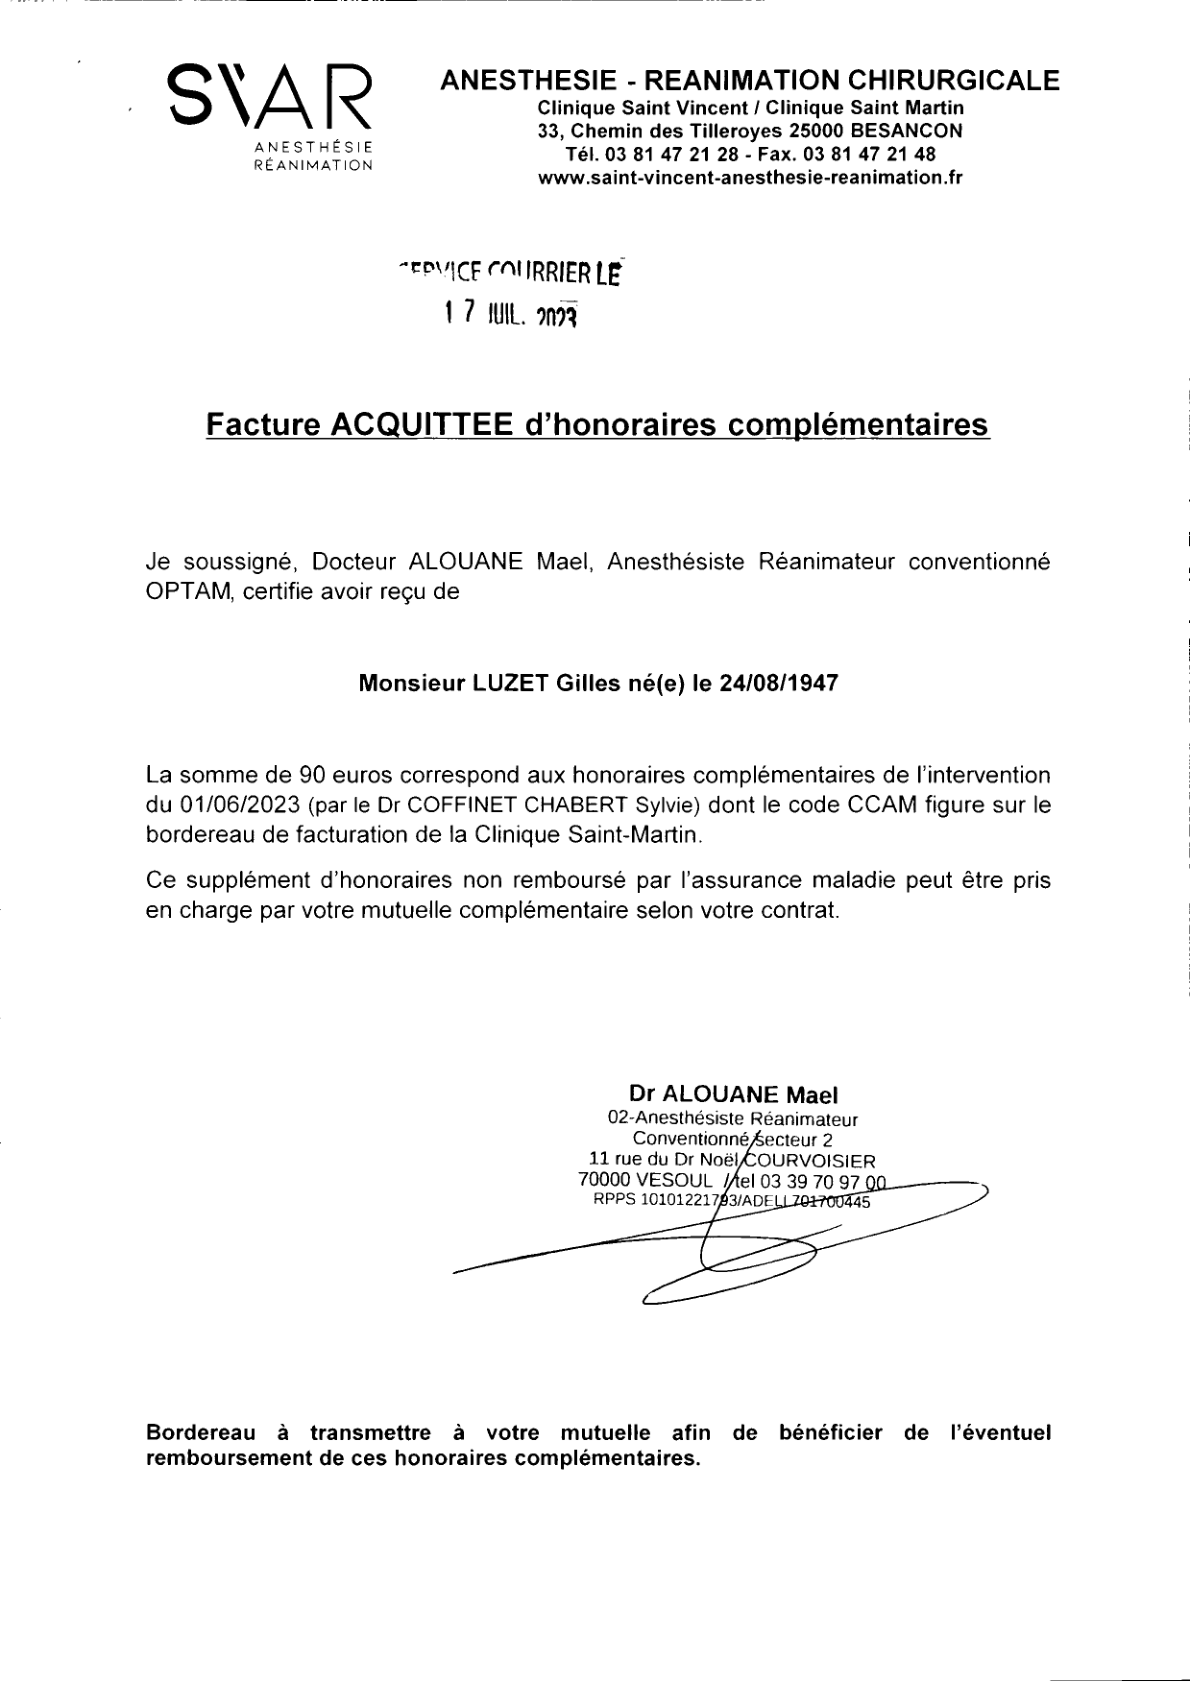 SVAR
ANESTHÉSIE
RÉANIMATION
ANESTHESIE - REANIMATION CHIRURGICALE
Clinique Saint Vincent / Clinique Saint Martin
33, Chemin des Tilleroyes 25000 BESANCON
Tél. 03 81 47 21 28 - Fax. 03 81 47 21 48
www.saint-vincent-anesthesie-reanimation.fr
SERVICE COURRIER LE
17 JUIL. 2023
Facture ACQUITTEE d'honoraires complémentaires
Je soussigné, Docteur ALOUANE Mael, Anesthésiste Réanimateur conventionné
OPTAM, certifie avoir reçu de
Monsieur LUZET Gilles né(e) le 24/08/1947
La somme de 90 euros correspond aux honoraires complémentaires de l'intervention
du 01/06/2023 (par le Dr COFFINET CHABERT Sylvie) dont le code CCAM figure sur le
bordereau de facturation de la Clinique Saint-Martin.
Ce supplément d'honoraires non remboursé par l'assurance maladie peut être pris
en charge par votre mutuelle complémentaire selon votre contrat.
Dr ALOUANE Mael
02-Anesthésiste Réanimateur
Conventionné Secteur 2
11 rue du Dr Noël COURVOISIER
70000 VESOUL / tel 03 39 70 97 00
RPPS 10101221793/ADELI 701700445
Bordereau à transmettre à votre mutuelle afin de bénéficier de l'éventuel
remboursement de ces honoraires complémentaires.